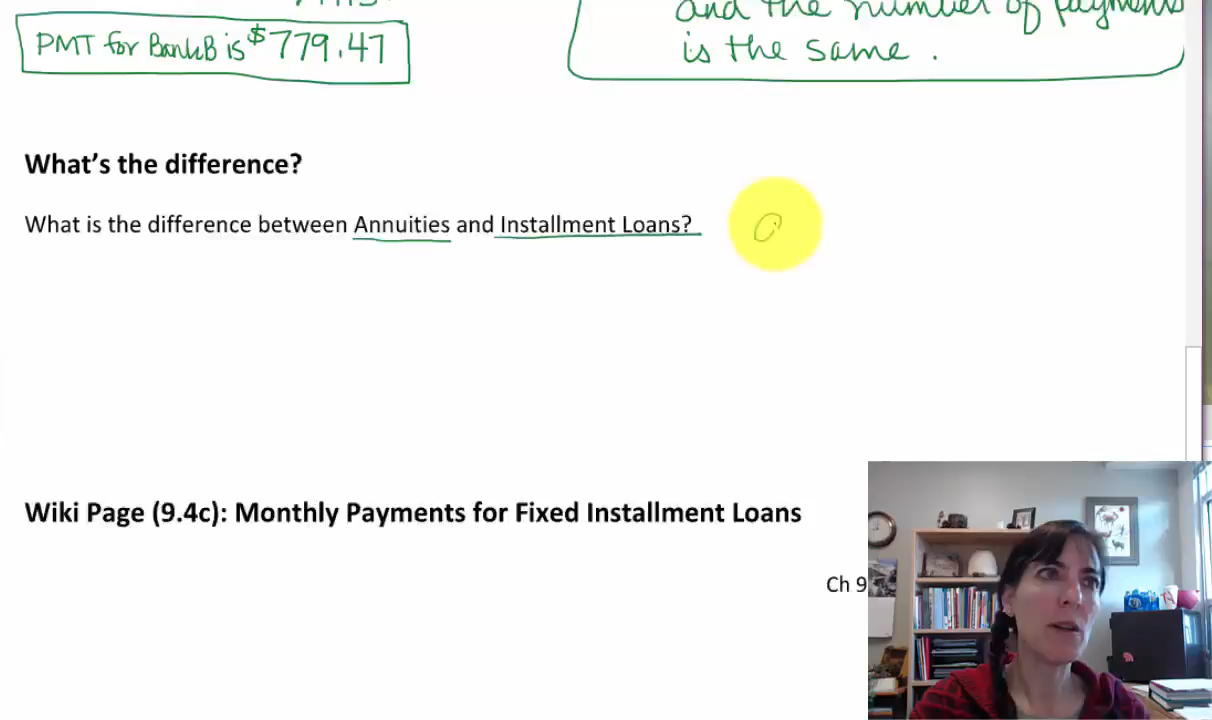 and the number of payments
PMT for Bank B is $779.47
is the same.
What's the difference?
What is the difference between Annuities and Installment Loans?
Wiki Page (9.4c): Monthly Payments for Fixed Installment Loans
Ch 9